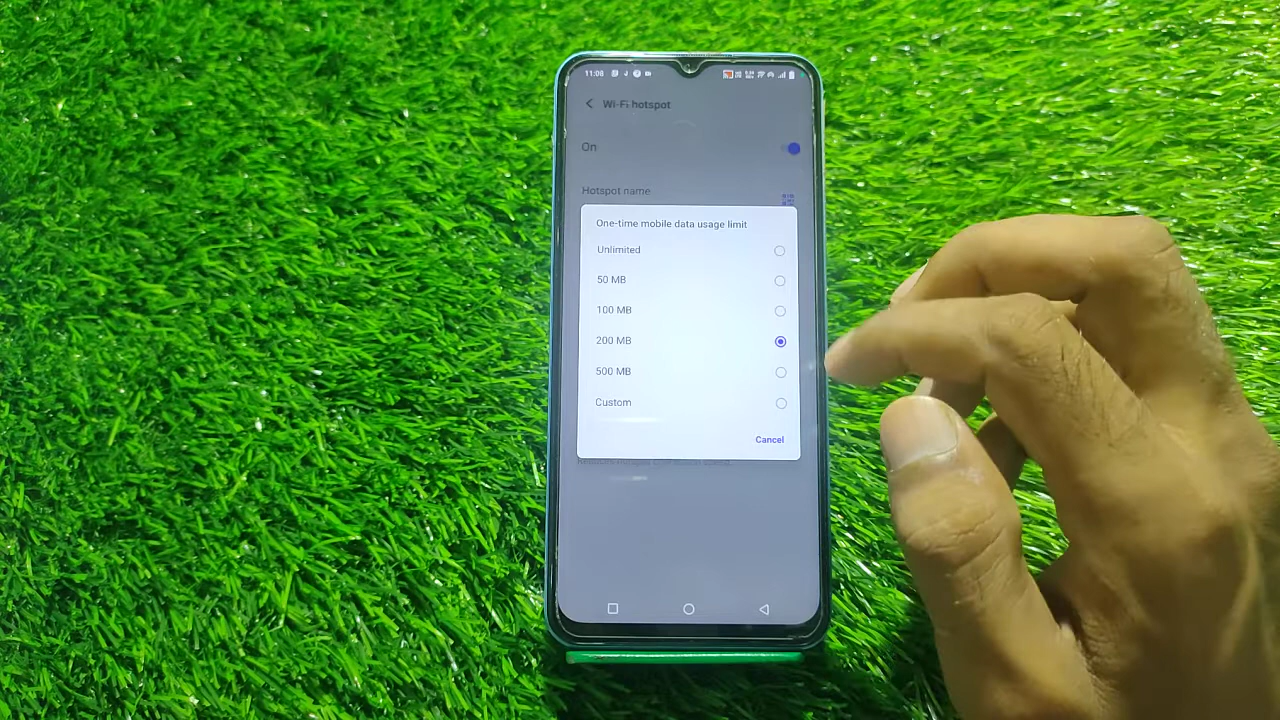 11:08
Wi-Fi hotspot
On
Hotspot name
One-time mobile data usage limit
Unlimited
50 MB
100 MB
200 MB
500 MB
Custom
Cancel